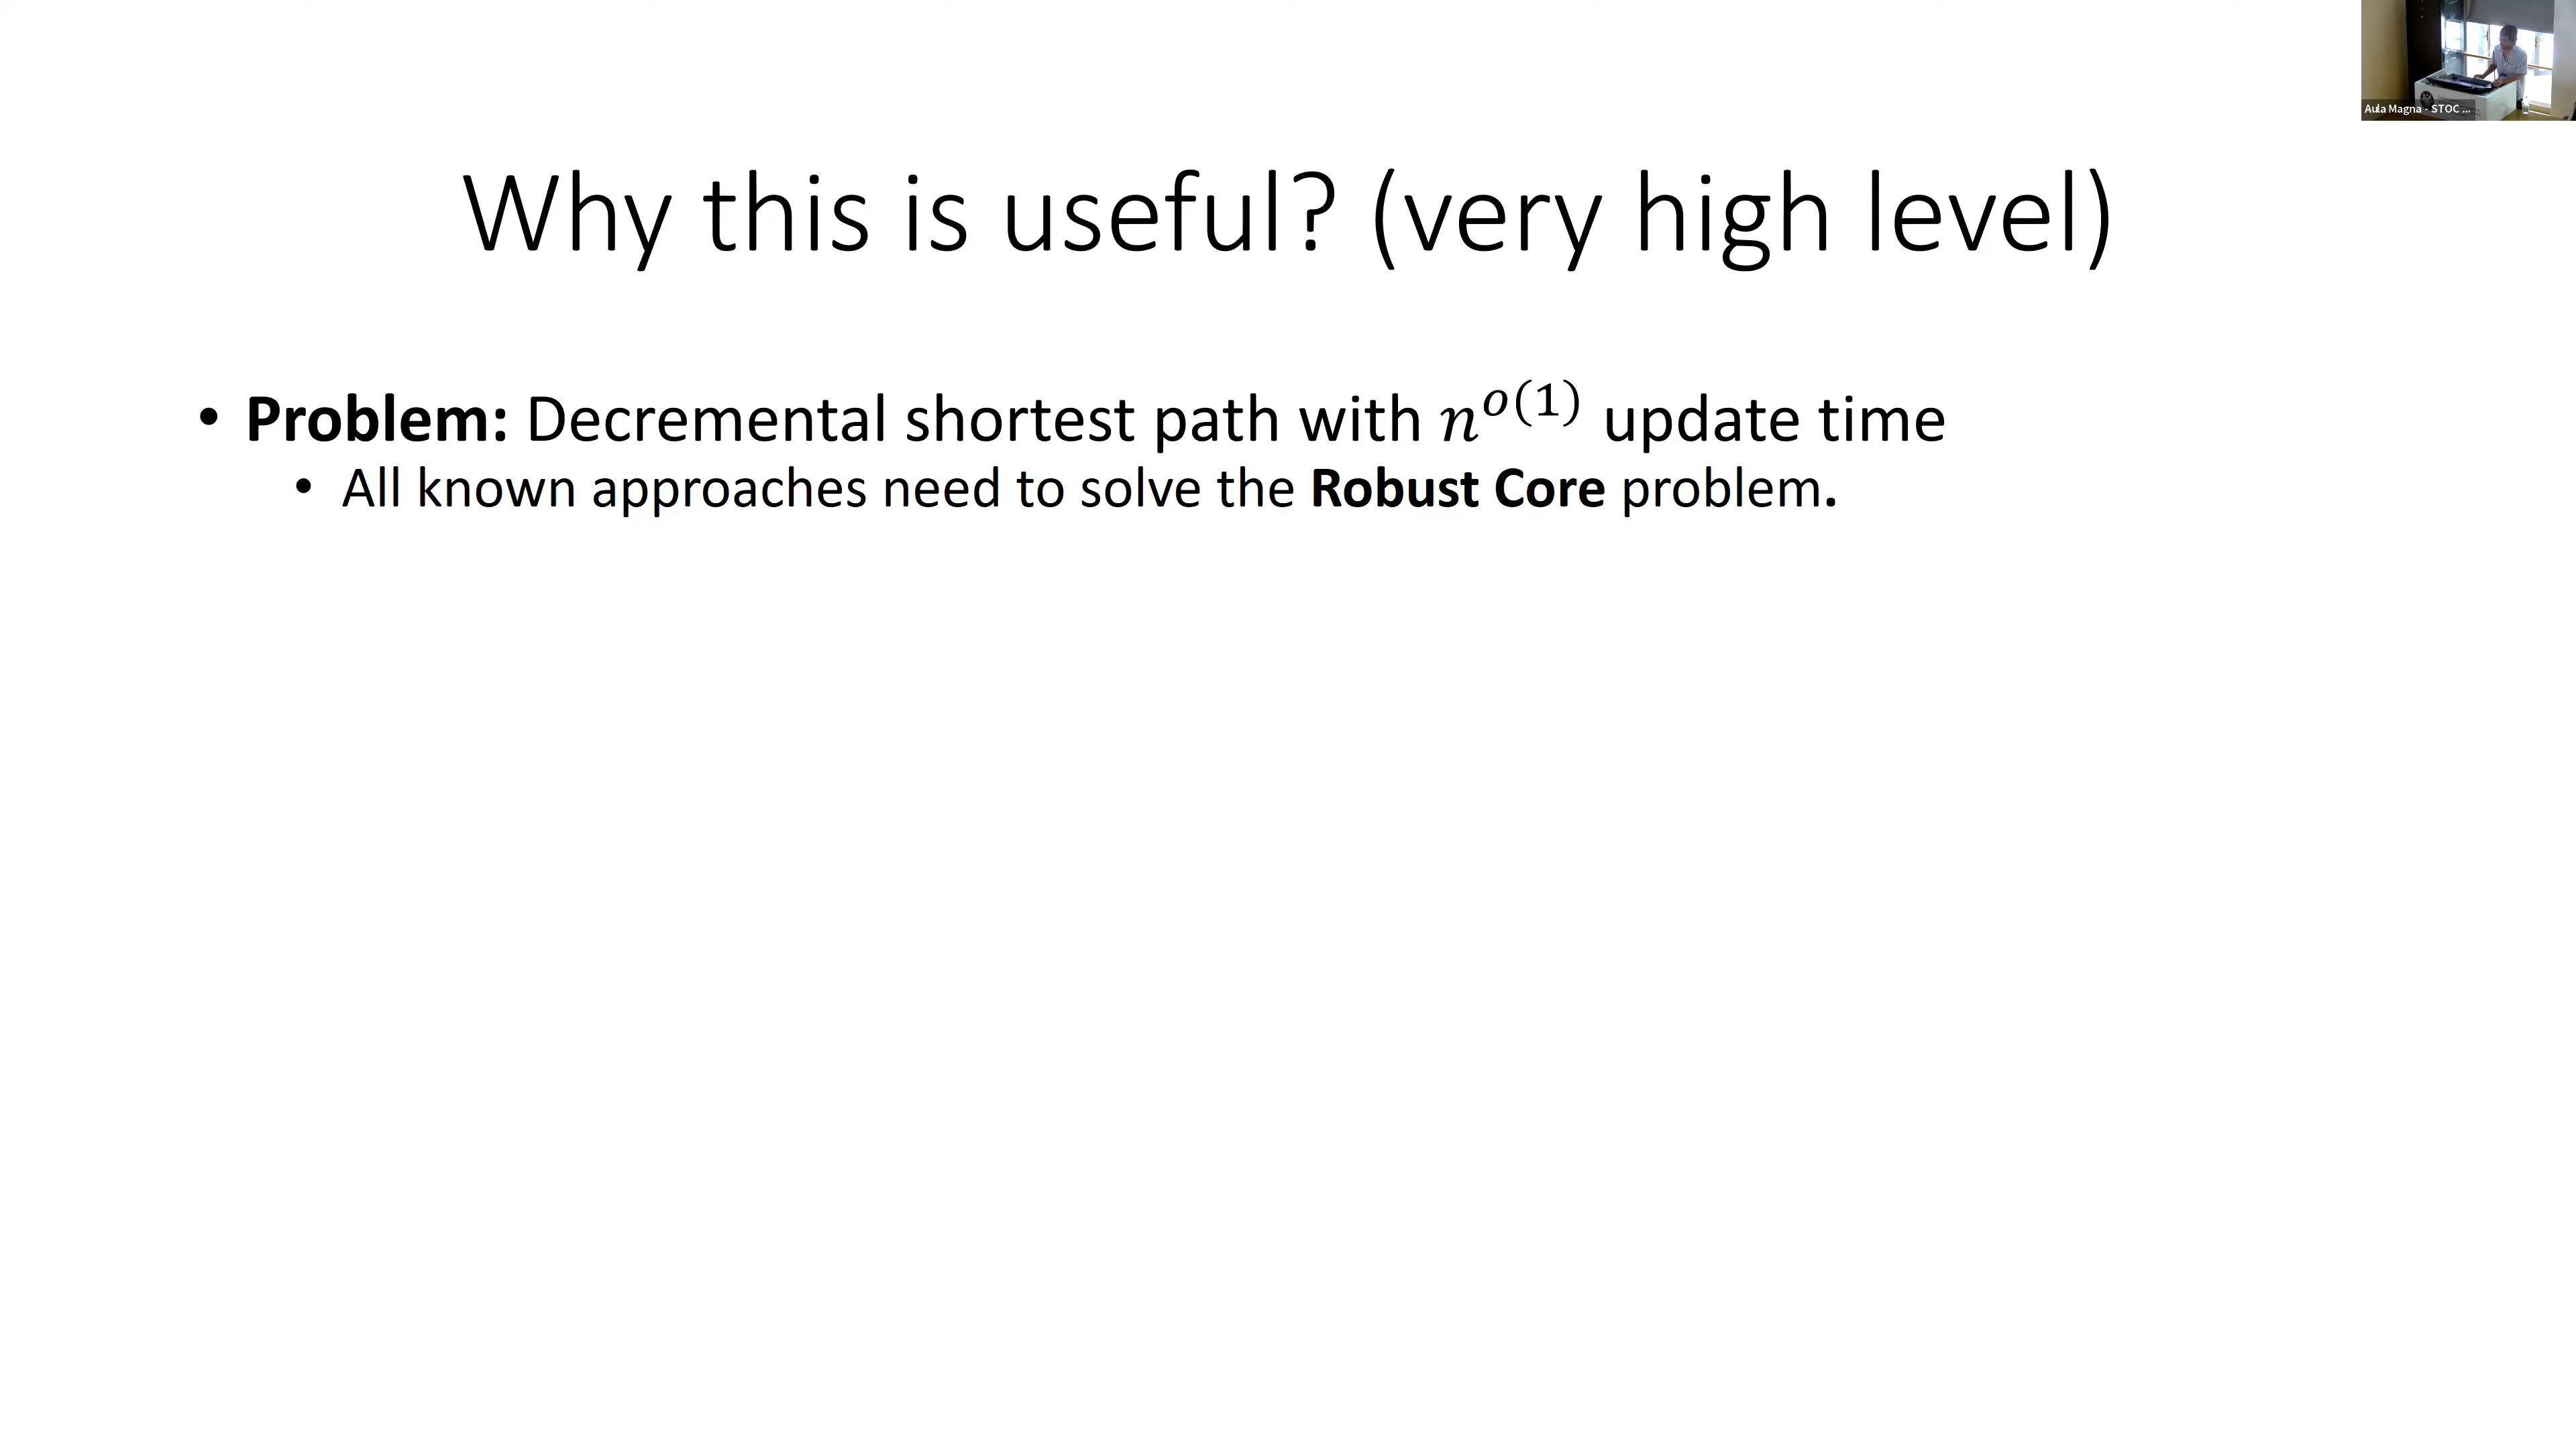 Aula Magna - STOC ...
Why this is useful? (very high level)
• Problem: Decremental shortest path with n^{o(1)} update time
• All known approaches need to solve the Robust Core problem.